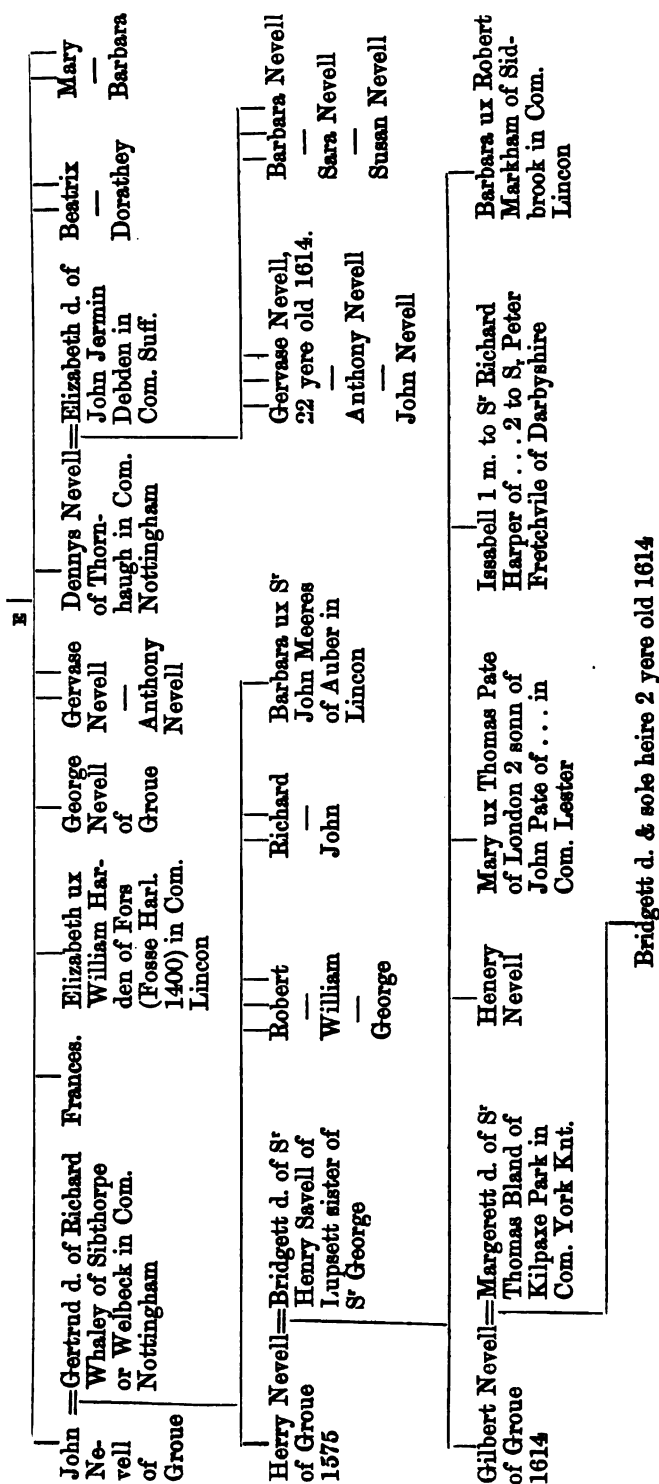 E
John
Ne-
vell
of
Groue
=Gertrud d. of Richard
Whaley of Sibthorpe
or Welbeck in Com.
Nottingham
Frances.
Elizabeth ux
William Har-
den of Fors
(Fosse Harl.
1400) in Com.
Lincon
George
Nevell
of
Groue
Gervase
Nevell
—
Anthony
Nevell
Dennys Nevell=Elizabeth d. of
of Thorn-
haugh in Com.
Nottingham
John Jermin
Debden in
Com. Suff.
Beatrix
—
Dorathey
Mary
—
Barbara
Herry Nevell=Bridgett d. of Sʳ
of Groue
1575
Henry Savell of
Lupsett sister of
Sʳ George
Robert
—
William
—
George
Richard
—
John
Barbara ux Sʳ
John Meeres
of Auber in
Lincon
Gervase Nevell,
22 yere old 1614.
—
Anthony Nevell
—
John Nevell
Barbara Nevell
—
Sara Nevell
—
Susan Nevell
Gilbert Nevell=Margerett d. of Sʳ
of Groue
1614
Thomas Bland of
Kilpaxe Park in
Com. York Knt.
Henery
Nevell
Mary ux Thomas Pate
of London 2 sonn of
John Pate of . . . in
Com. Lester
Issabell 1 m. to Sʳ Richard
Harper of . . . . 2 to S. Peter
Fretchvile of Darbyshire
Barbara ux Robert
Markham of Sid-
brook in Com.
Lincon
Bridgett d. & sole heire 2 yere old 1614